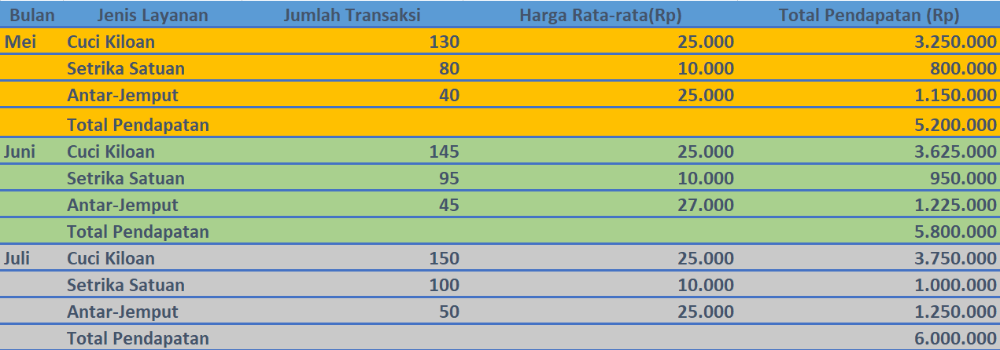 Bulan Jenis Layanan Jumlah Transaksi Harga Rata-rata(Rp) Total Pendapatan (Rp)
Mei Cuci Kiloan 130 25.000 3.250.000
Setrika Satuan 80 10.000 800.000
Antar-Jemput 40 25.000 1.150.000
Total Pendapatan 5.200.000
Juni Cuci Kiloan 145 25.000 3.625.000
Setrika Satuan 95 10.000 950.000
Antar-Jemput 45 27.000 1.225.000
Total Pendapatan 5.800.000
Juli Cuci Kiloan 150 25.000 3.750.000
Setrika Satuan 100 10.000 1.000.000
Antar-Jemput 50 25.000 1.250.000
Total Pendapatan 6.000.000